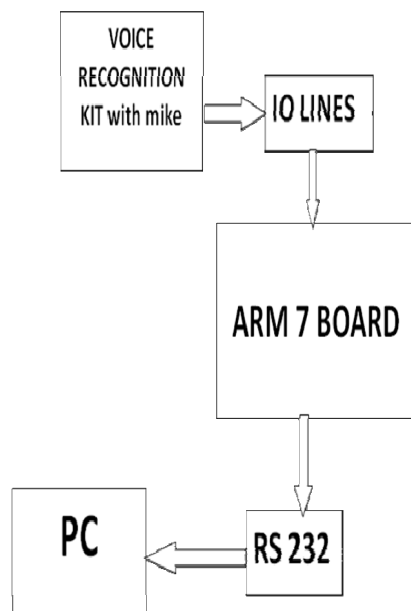 VOICE
RECOGNITION
KIT with mike
IO LINES
ARM 7 BOARD
RS 232
PC